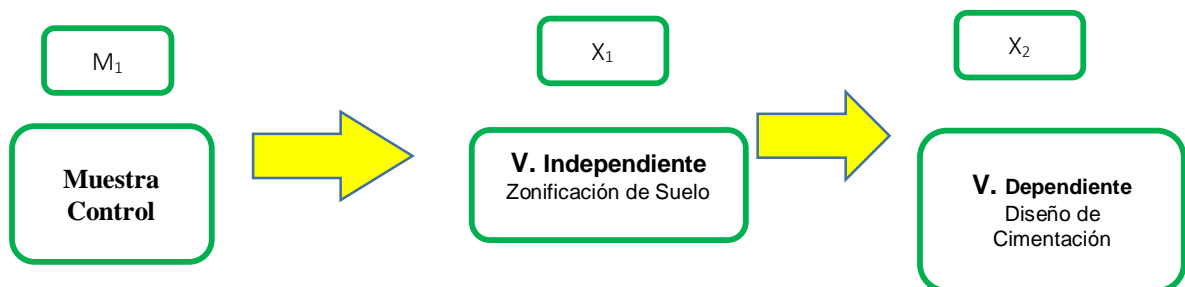 M₁
X₁
X₂
Muestra
Control
V. Independiente
Zonificación de Suelo
V. Dependiente
Diseño de
Cimentación